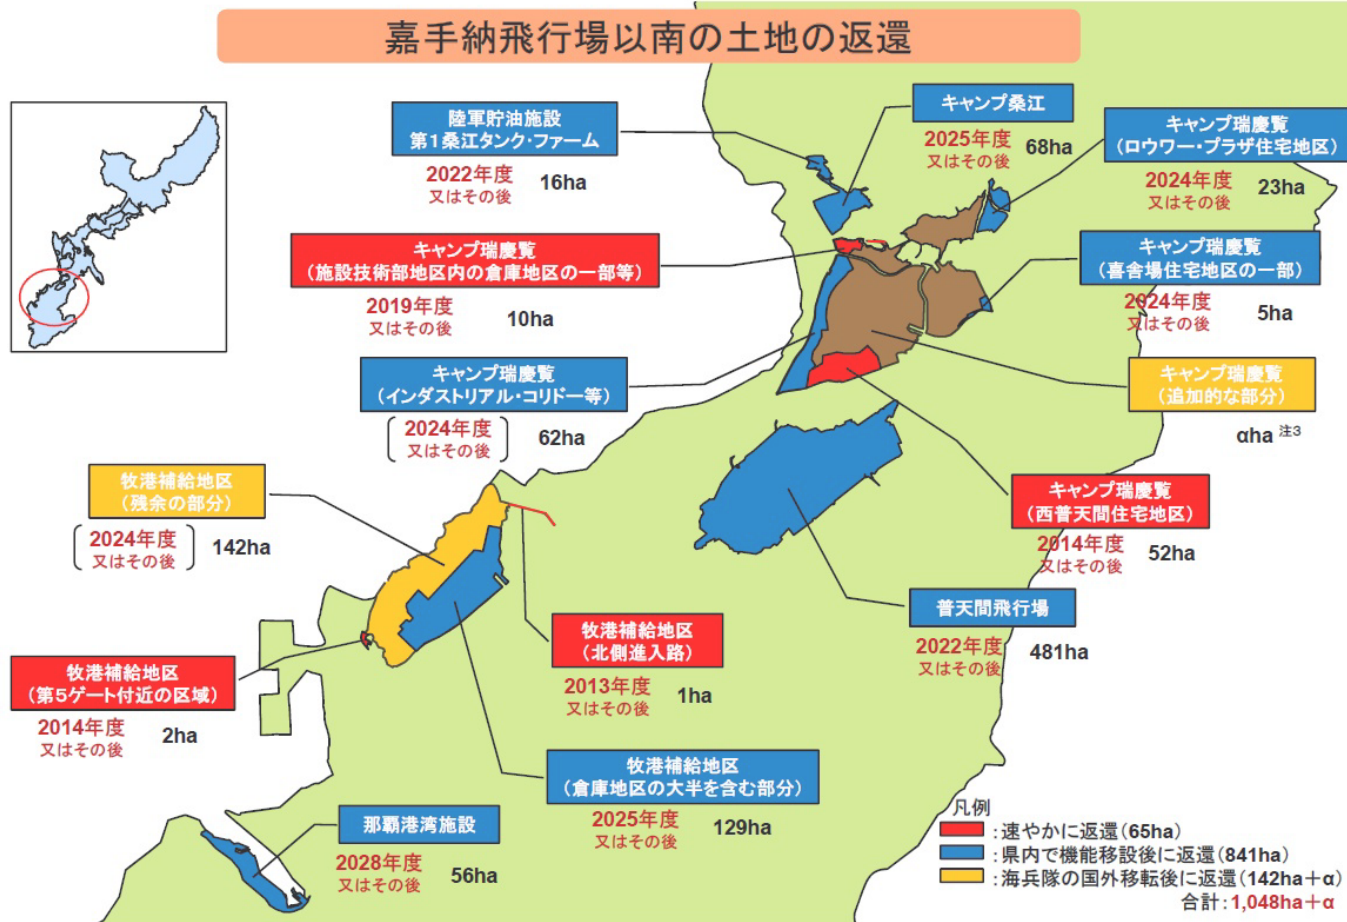 嘉手納飛行場以南の土地の返還
陸軍貯油施設
第1桑江タンク・ファーム
2022年度
又はその後
16ha
キャンプ桑江
2025年度
又はその後
68ha
キャンプ瑞慶覧
(ロウワー・プラザ住宅地区)
2024年度
又はその後
23ha
キャンプ瑞慶覧
(施設技術部地区内の倉庫地区の一部等)
2019年度
又はその後
10ha
キャンプ瑞慶覧
(喜舎場住宅地区の一部)
2024年度
又はその後
5ha
キャンプ瑞慶覧
(インダストリアル・コリドー等)
2024年度
又はその後
62ha
キャンプ瑞慶覧
(追加的な部分)
αha 注3
牧港補給地区
(残余の部分)
2024年度
又はその後
142ha
キャンプ瑞慶覧
(西普天間住宅地区)
2014年度
又はその後
52ha
普天間飛行場
2022年度
又はその後
481ha
牧港補給地区
(北側進入路)
2013年度
又はその後
1ha
牧港補給地区
(第5ゲート付近の区域)
2014年度
又はその後
2ha
牧港補給地区
(倉庫地区の大半を含む部分)
2025年度
又はその後
129ha
那覇港湾施設
2028年度
又はその後
56ha
凡例
:速やかに返還(65ha)
:県内で機能移設後に返還(841ha)
:海兵隊の国外移転後に返還(142ha+α)
合計:1,048ha+α